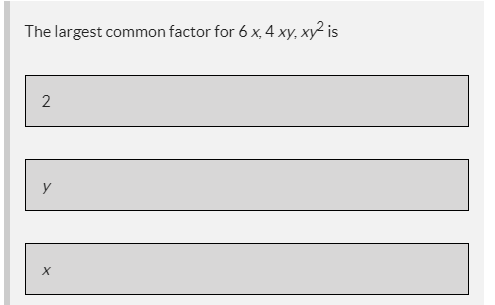 The largest common factor for 6 x, 4 xy, xy² is
2
y
x